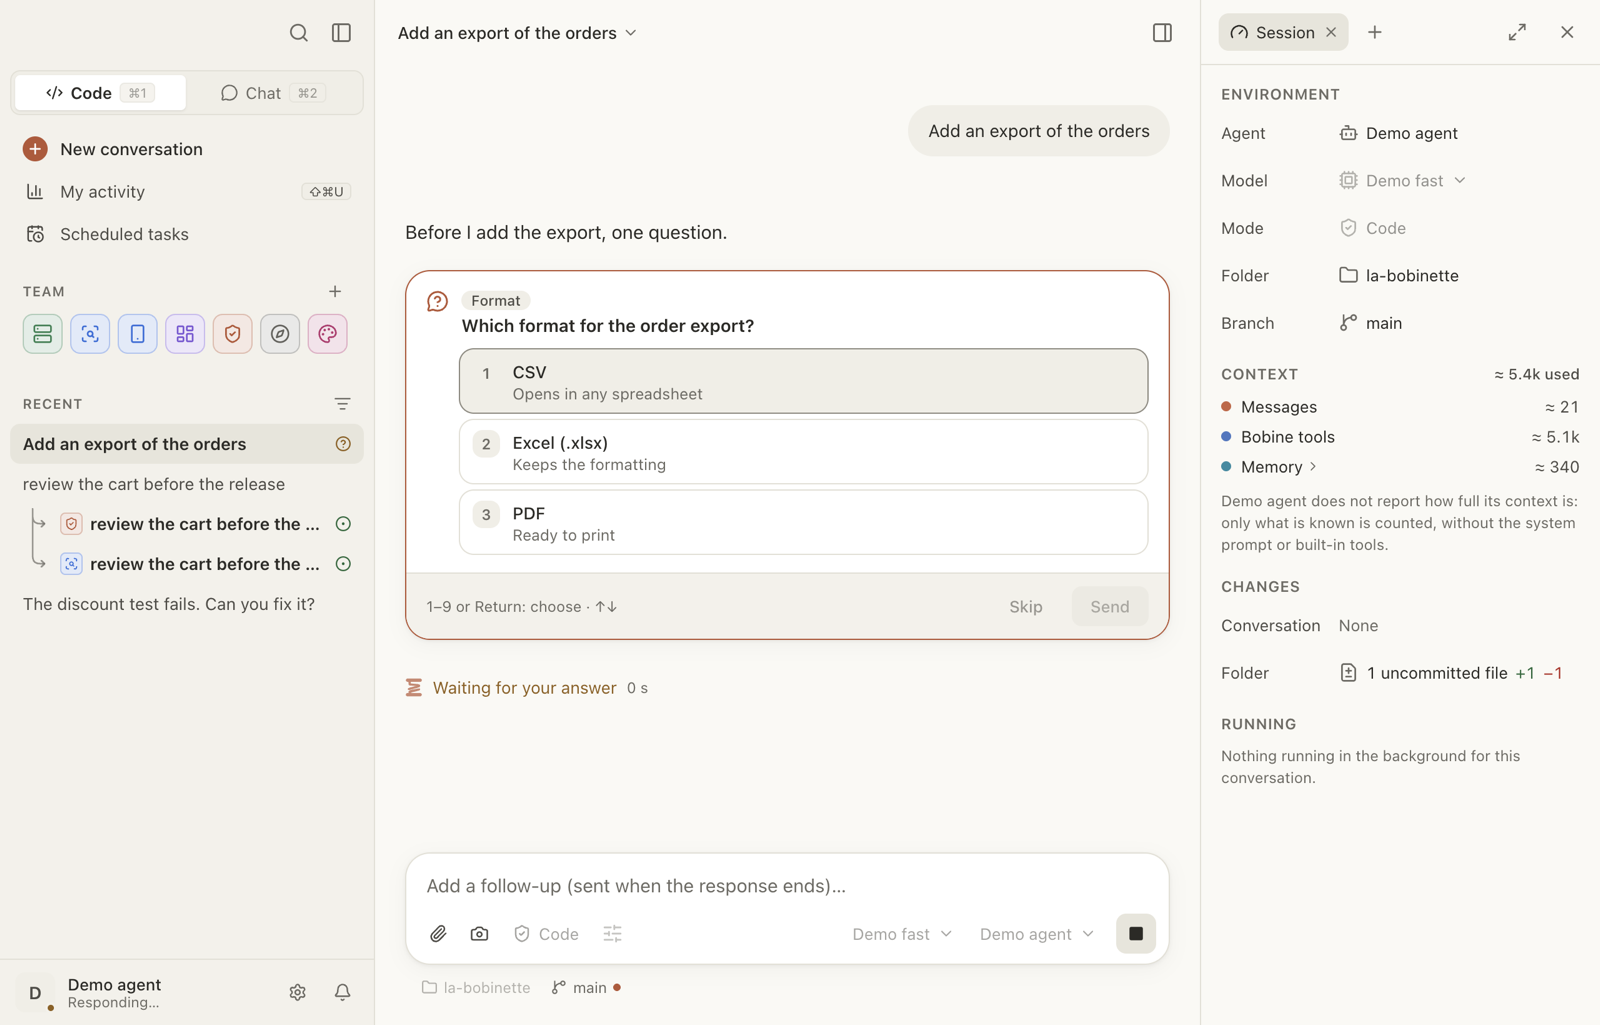 Code ⌘1
Chat ⌘2
New conversation
My activity ⇧⌘U
Scheduled tasks
TEAM
RECENT
Add an export of the orders
review the cart before the release
review the cart before the ...
review the cart before the ...
The discount test fails. Can you fix it?
D
Demo agent
Responding...
Add an export of the orders
Add an export of the orders
Before I add the export, one question.
Format
Which format for the order export?
1 CSV
Opens in any spreadsheet
2 Excel (.xlsx)
Keeps the formatting
3 PDF
Ready to print
1–9 or Return: choose · ↑↓
Skip
Send
Waiting for your answer 0 s
Add a follow-up (sent when the response ends)...
Code
Demo fast
Demo agent
la-bobinette
main
Session
ENVIRONMENT
Agent Demo agent
Model Demo fast
Mode Code
Folder la-bobinette
Branch main
CONTEXT ≈ 5.4k used
Messages ≈ 21
Bobine tools ≈ 5.1k
Memory ≈ 340
Demo agent does not report how full its context is:
only what is known is counted, without the system
prompt or built-in tools.
CHANGES
Conversation None
Folder 1 uncommitted file +1 −1
RUNNING
Nothing running in the background for this
conversation.